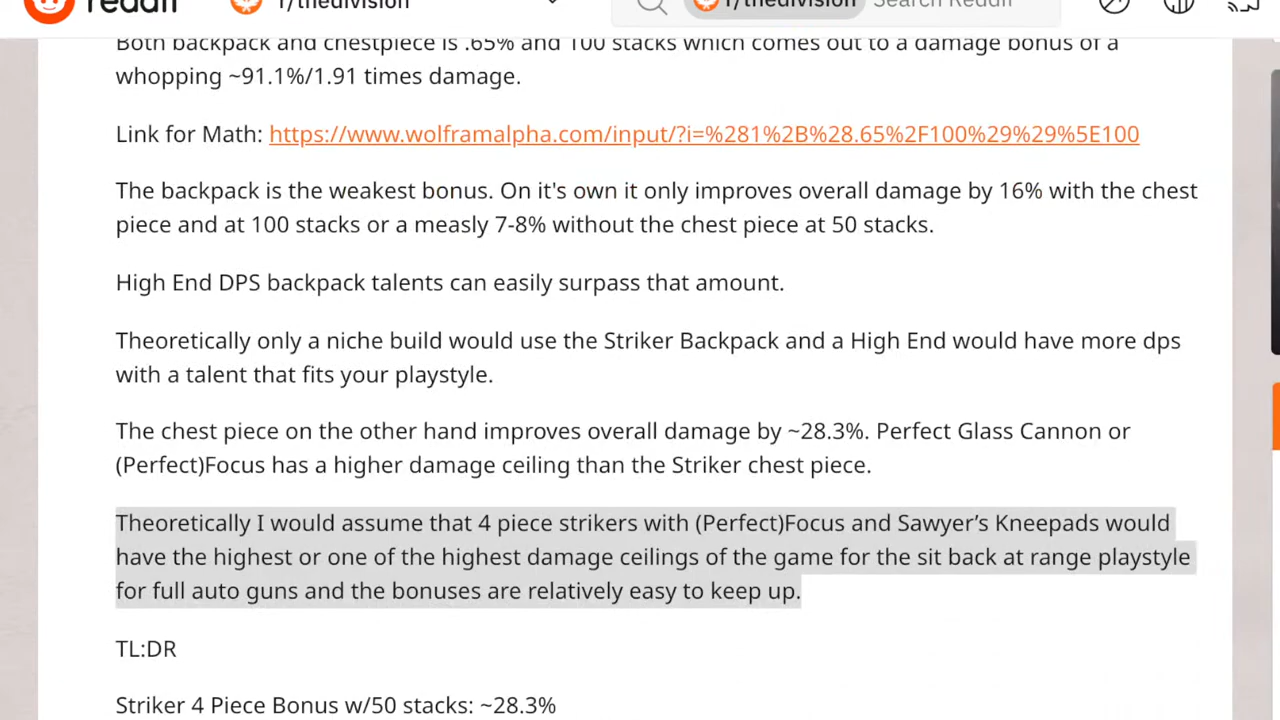 reddit
r/thedivision
r/thedivision Search Reddit
Both backpack and chestpiece is .65% and 100 stacks which comes out to a damage bonus of a
whopping ~91.1%/1.91 times damage.
Link for Math: https://www.wolframalpha.com/input/?i=%281%2B%28.65%2F100%29%29%5E100
The backpack is the weakest bonus. On it's own it only improves overall damage by 16% with the chest
piece and at 100 stacks or a measly 7-8% without the chest piece at 50 stacks.
High End DPS backpack talents can easily surpass that amount.
Theoretically only a niche build would use the Striker Backpack and a High End would have more dps
with a talent that fits your playstyle.
The chest piece on the other hand improves overall damage by ~28.3%. Perfect Glass Cannon or
(Perfect)Focus has a higher damage ceiling than the Striker chest piece.
Theoretically I would assume that 4 piece strikers with (Perfect)Focus and Sawyer’s Kneepads would
have the highest or one of the highest damage ceilings of the game for the sit back at range playstyle
for full auto guns and the bonuses are relatively easy to keep up.
TL:DR
Striker 4 Piece Bonus w/50 stacks: ~28.3%